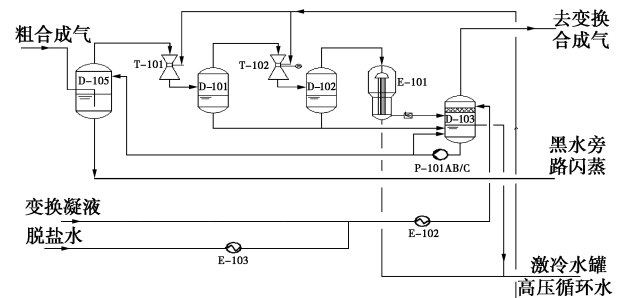 粗合成气
去变换
合成气
T-101
T-102
D-105
D-101
D-102
E-101
D-103
黑水旁
路闪蒸
P-101AB/C
变换凝液
E-102
脱盐水
E-103
激冷水罐
高压循环水